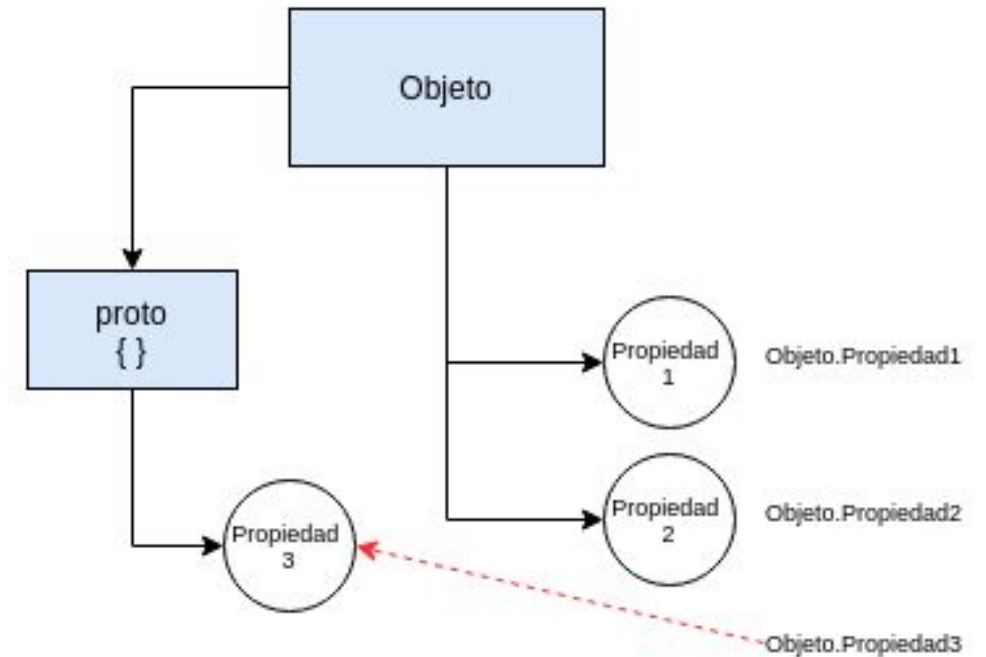 Objeto
proto
{ }
Propiedad
1
Objeto.Propiedad1
Propiedad
2
Objeto.Propiedad2
Propiedad
3
Objeto.Propiedad3